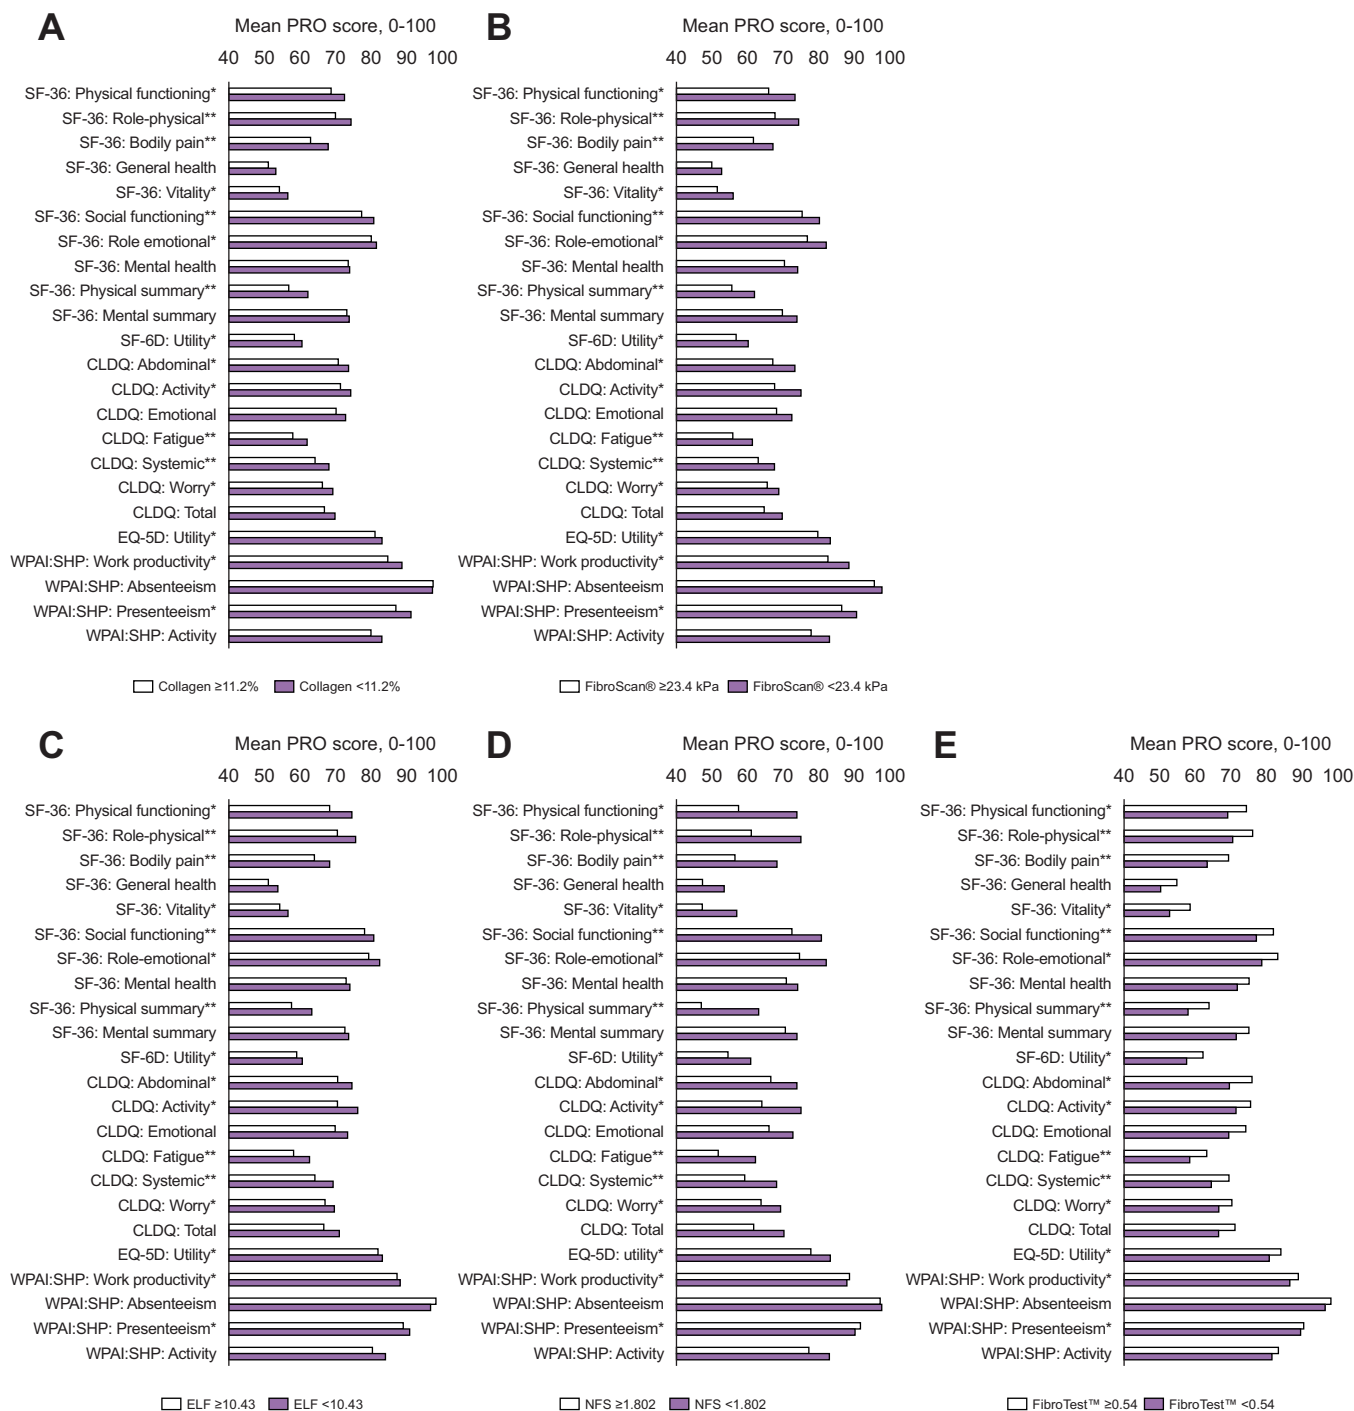 A
Mean PRO score, 0-100
40 50 60 70 80 90 100
SF-36: Physical functioning*
SF-36: Role-physical**
SF-36: Bodily pain**
SF-36: General health
SF-36: Vitality*
SF-36: Social functioning**
SF-36: Role emotional*
SF-36: Mental health
SF-36: Physical summary**
SF-36: Mental summary
SF-6D: Utility*
CLDQ: Abdominal*
CLDQ: Activity*
CLDQ: Emotional
CLDQ: Fatigue**
CLDQ: Systemic**
CLDQ: Worry*
CLDQ: Total
EQ-5D: Utility*
WPAI:SHP: Work productivity*
WPAI:SHP: Absenteeism
WPAI:SHP: Presenteeism*
WPAI:SHP: Activity
Collagen ≥11.2% Collagen <11.2%
B
Mean PRO score, 0-100
40 50 60 70 80 90 100
SF-36: Physical functioning*
SF-36: Role-physical**
SF-36: Bodily pain**
SF-36: General health
SF-36: Vitality*
SF-36: Social functioning**
SF-36: Role-emotional*
SF-36: Mental health
SF-36: Physical summary**
SF-36: Mental summary
SF-6D: Utility*
CLDQ: Abdominal*
CLDQ: Activity*
CLDQ: Emotional
CLDQ: Fatigue**
CLDQ: Systemic**
CLDQ: Worry*
CLDQ: Total
EQ-5D: Utility*
WPAI:SHP: Work productivity*
WPAI:SHP: Absenteeism
WPAI:SHP: Presenteeism*
WPAI:SHP: Activity
FibroScan® ≥23.4 kPa FibroScan® <23.4 kPa
C
Mean PRO score, 0-100
40 50 60 70 80 90 100
SF-36: Physical functioning*
SF-36: Role-physical**
SF-36: Bodily pain**
SF-36: General health
SF-36: Vitality*
SF-36: Social functioning**
SF-36: Role-emotional*
SF-36: Mental health
SF-36: Physical summary**
SF-36: Mental summary
SF-6D: Utility*
CLDQ: Abdominal*
CLDQ: Activity*
CLDQ: Emotional
CLDQ: Fatigue**
CLDQ: Systemic**
CLDQ: Worry*
CLDQ: Total
EQ-5D: Utility*
WPAI:SHP: Work productivity*
WPAI:SHP: Absenteeism
WPAI:SHP: Presenteeism*
WPAI:SHP: Activity
ELF ≥10.43 ELF <10.43
D
Mean PRO score, 0-100
40 50 60 70 80 90 100
SF-36: Physical functioning*
SF-36: Role-physical**
SF-36: Bodily pain**
SF-36: General health
SF-36: Vitality*
SF-36: Social functioning**
SF-36: Role-emotional*
SF-36: Mental health
SF-36: Physical summary**
SF-36: Mental summary
SF-6D: Utility*
CLDQ: Abdominal*
CLDQ: Activity*
CLDQ: Emotional
CLDQ: Fatigue**
CLDQ: Systemic**
CLDQ: Worry*
CLDQ: Total
EQ-5D: utility*
WPAI:SHP: Work productivity*
WPAI:SHP: Absenteeism
WPAI:SHP: Presenteeism*
WPAI:SHP: Activity
NFS ≥1.802 NFS <1.802
E
Mean PRO score, 0-100
40 50 60 70 80 90 100
SF-36: Physical functioning*
SF-36: Role-physical**
SF-36: Bodily pain**
SF-36: General health
SF-36: Vitality*
SF-36: Social functioning**
SF-36: Role-emotional*
SF-36: Mental health
SF-36: Physical summary**
SF-36: Mental summary
SF-6D: Utility*
CLDQ: Abdominal*
CLDQ: Activity*
CLDQ: Emotional
CLDQ: Fatigue**
CLDQ: Systemic**
CLDQ: Worry*
CLDQ: Total
EQ-5D: Utility*
WPAI:SHP: Work productivity*
WPAI:SHP: Absenteeism
WPAI:SHP: Presenteeism*
WPAI:SHP: Activity
FibroTest™ ≥0.54 FibroTest™ <0.54